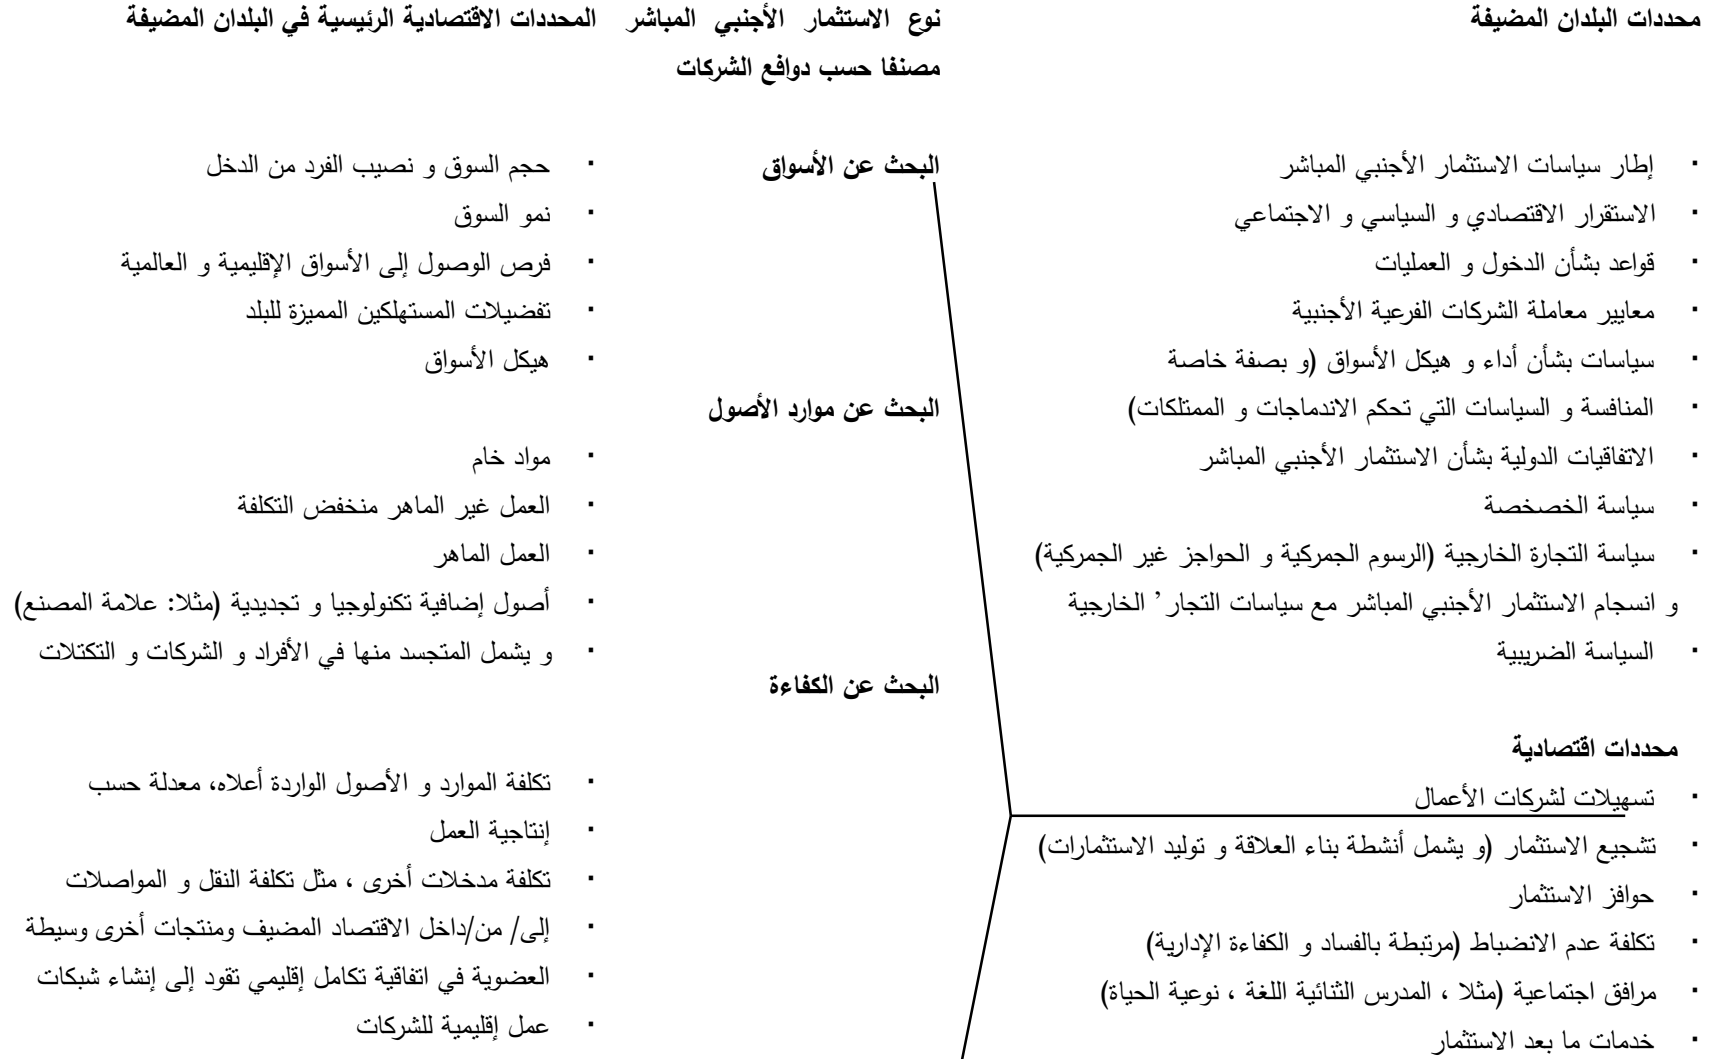 محددات البلدان المضيفة
▪ إطار سياسات الاستثمار الأجنبي المباشر
▪ الاستقرار الاقتصادي و السياسي و الاجتماعي
▪ قواعد بشأن الدخول و العمليات
▪ معايير معاملة الشركات الفرعية الأجنبية
▪ سياسات بشأن أداء و هيكل الأسواق (و بصفة خاصة
▪ المنافسة و السياسات التي تحكم الاندماجات و الممتلكات)
▪ الاتفاقيات الدولية بشأن الاستثمار الأجنبي المباشر
▪ سياسة الخصخصة
▪ سياسة التجارة الخارجية (الرسوم الجمركية و الحواجز غير الجمركية)
و انسجام الاستثمار الأجنبي المباشر مع سياسات التجار’ الخارجية
▪ السياسة الضريبية
محددات اقتصادية
▪ تسهيلات لشركات الأعمال
▪ تشجيع الاستثمار (و يشمل أنشطة بناء العلاقة و توليد الاستثمارات)
▪ حوافز الاستثمار
▪ تكلفة عدم الانضباط (مرتبطة بالفساد و الكفاءة الإدارية)
▪ مرافق اجتماعية (مثلا ، المدرس الثنائية اللغة ، نوعية الحياة)
▪ خدمات ما بعد الاستثمار
نوع الاستثمار الأجنبي المباشر
مصنفا حسب دوافع الشركات
البحث عن الأسواق
البحث عن موارد الأصول
البحث عن الكفاءة
المحددات الاقتصادية الرئيسية في البلدان المضيفة
▪ حجم السوق و نصيب الفرد من الدخل
▪ نمو السوق
▪ فرص الوصول إلى الأسواق الإقليمية و العالمية
▪ تفضيلات المستهلكين المميزة للبلد
▪ هيكل الأسواق
▪ مواد خام
▪ العمل غير الماهر منخفض التكلفة
▪ العمل الماهر
▪ أصول إضافية تكنولوجيا و تجديدية (مثلا: علامة المصنع)
▪ و يشمل المتجسد منها في الأفراد و الشركات و التكتلات
▪ تكلفة الموارد و الأصول الواردة أعلاه، معدلة حسب
▪ إنتاجية العمل
▪ تكلفة مدخلات أخرى ، مثل تكلفة النقل و المواصلات
▪ إلى/ من/داخل الاقتصاد المضيف ومنتجات أخرى وسيطة
▪ العضوية في اتفاقية تكامل إقليمي تقود إلى إنشاء شبكات
▪ عمل إقليمية للشركات